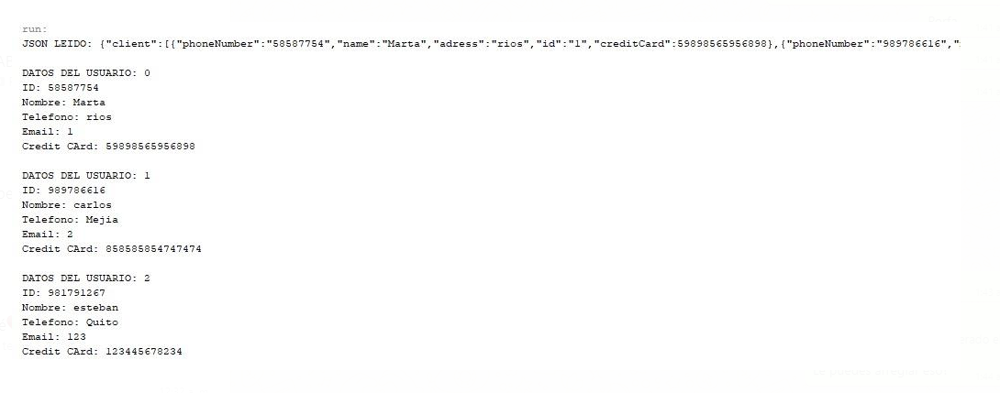 run:
JSON LEIDO: {"client":[{"phoneNumber":"58587754","name":"Marta","adress":"rios","id":"1","creditCard":59898565956898},{"phoneNumber":"989786616","
DATOS DEL USUARIO: 0
ID: 58587754
Nombre: Marta
Telefono: rios
Email: 1
Credit CArd: 59898565956898
DATOS DEL USUARIO: 1
ID: 989786616
Nombre: carlos
Telefono: Mejia
Email: 2
Credit CArd: 858585854747474
DATOS DEL USUARIO: 2
ID: 981791267
Nombre: esteban
Telefono: Quito
Email: 123
Credit CArd: 123445678234